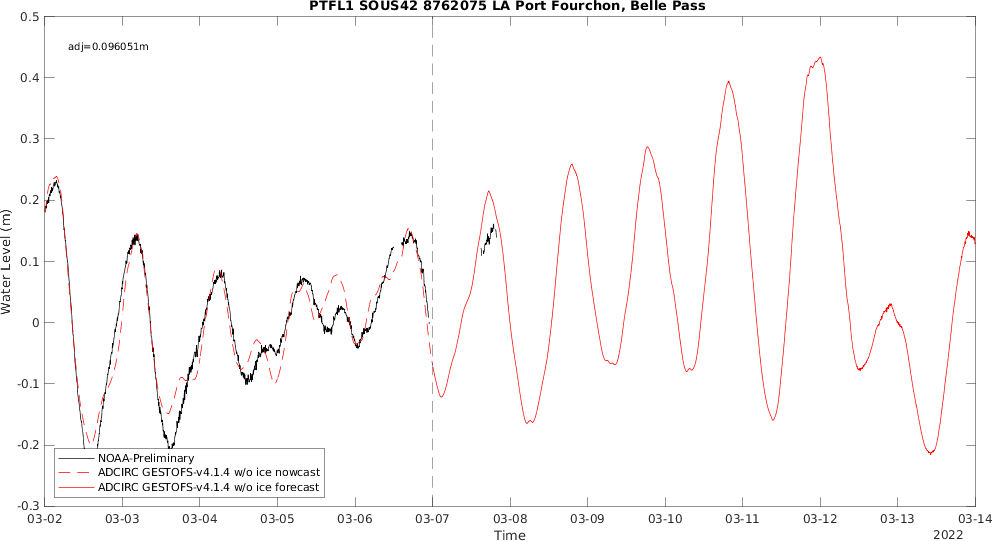 PTFL1 SOUS42 8762075 LA Port Fourchon, Belle Pass
0.5
adj=0.096051m
0.4
0.3
0.2
0.1
0
-0.1
-0.2
-0.3
Water Level (m)
NOAA-Preliminary
ADCIRC GESTOFS-v4.1.4 w/o ice nowcast
ADCIRC GESTOFS-v4.1.4 w/o ice forecast
03-02 03-03 03-04 03-05 03-06 03-07 03-08 03-09 03-10 03-11 03-12 03-13 03-14
Time
2022